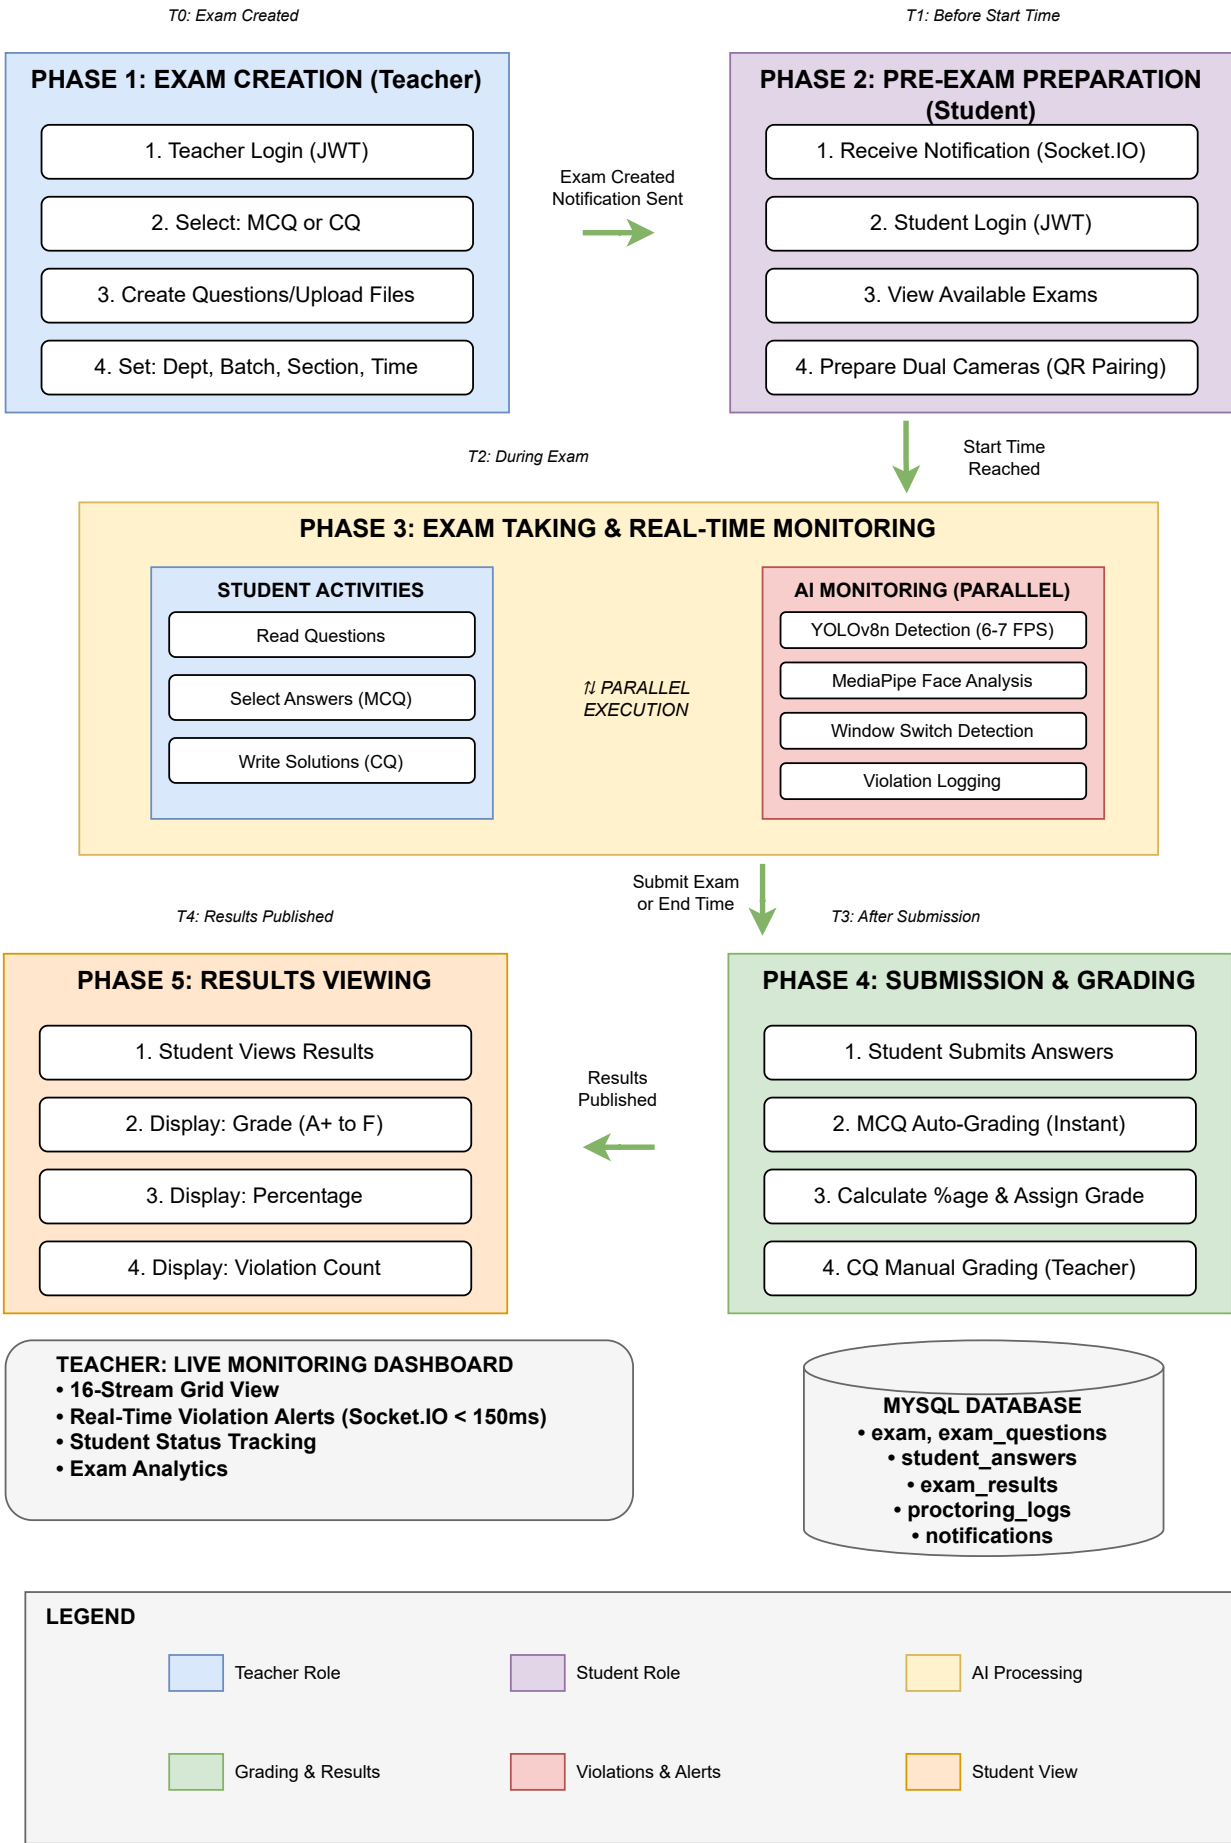 T0: Exam Created
T1: Before Start Time
PHASE 1: EXAM CREATION (Teacher)
1. Teacher Login (JWT)
2. Select: MCQ or CQ
3. Create Questions/Upload Files
4. Set: Dept, Batch, Section, Time
Exam Created
Notification Sent
PHASE 2: PRE-EXAM PREPARATION
(Student)
1. Receive Notification (Socket.IO)
2. Student Login (JWT)
3. View Available Exams
4. Prepare Dual Cameras (QR Pairing)
T2: During Exam
Start Time
Reached
PHASE 3: EXAM TAKING & REAL-TIME MONITORING
STUDENT ACTIVITIES
Read Questions
Select Answers (MCQ)
Write Solutions (CQ)
⇅ PARALLEL
EXECUTION
AI MONITORING (PARALLEL)
YOLOv8n Detection (6-7 FPS)
MediaPipe Face Analysis
Window Switch Detection
Violation Logging
Submit Exam
or End Time
T4: Results Published
T3: After Submission
PHASE 5: RESULTS VIEWING
1. Student Views Results
2. Display: Grade (A+ to F)
3. Display: Percentage
4. Display: Violation Count
Results
Published
PHASE 4: SUBMISSION & GRADING
1. Student Submits Answers
2. MCQ Auto-Grading (Instant)
3. Calculate %age & Assign Grade
4. CQ Manual Grading (Teacher)
TEACHER: LIVE MONITORING DASHBOARD
• 16-Stream Grid View
• Real-Time Violation Alerts (Socket.IO < 150ms)
• Student Status Tracking
• Exam Analytics
MYSQL DATABASE
• exam, exam_questions
• student_answers
• exam_results
• proctoring_logs
• notifications
LEGEND
Teacher Role
Student Role
AI Processing
Grading & Results
Violations & Alerts
Student View